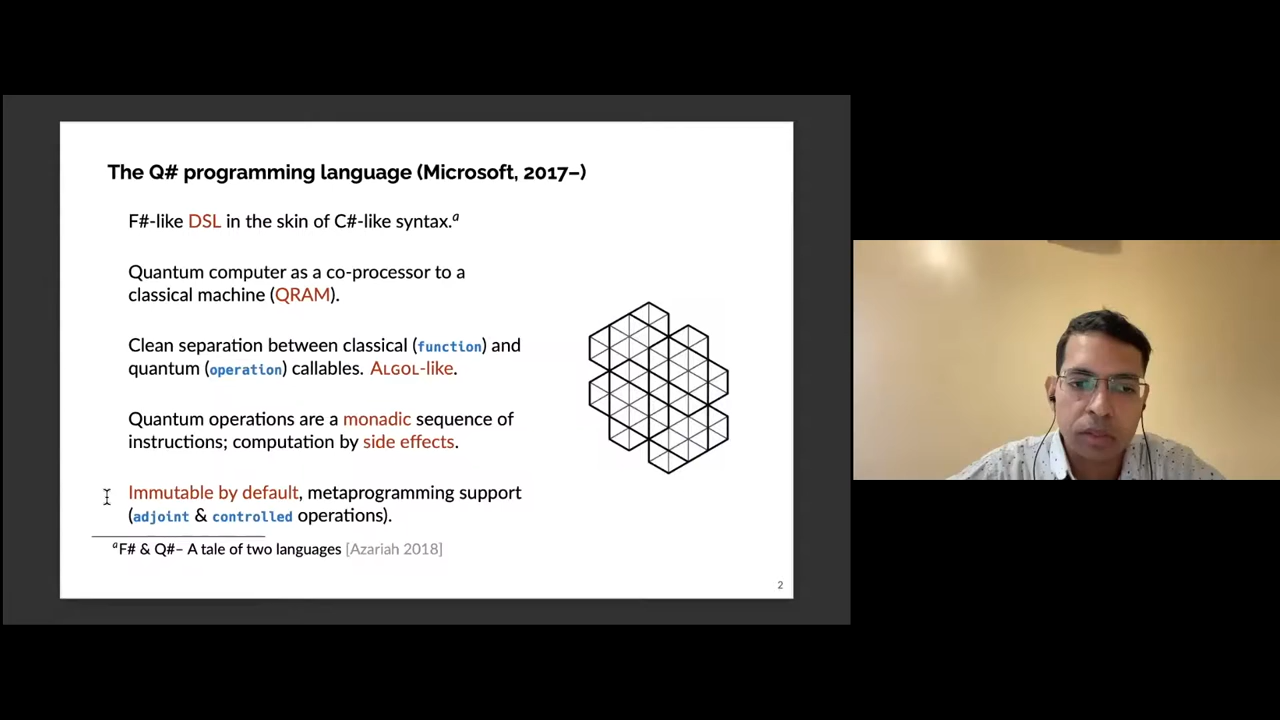 The Q# programming language (Microsoft, 2017–)
F#-like DSL in the skin of C#-like syntax.ᵃ
Quantum computer as a co-processor to a
classical machine (QRAM).
Clean separation between classical (function) and
quantum (operation) callables. ALGOL-like.
Quantum operations are a monadic sequence of
instructions; computation by side effects.
Immutable by default, metaprogramming support
(adjoint & controlled operations).
ᵃF# & Q#– A tale of two languages [Azariah 2018]
2